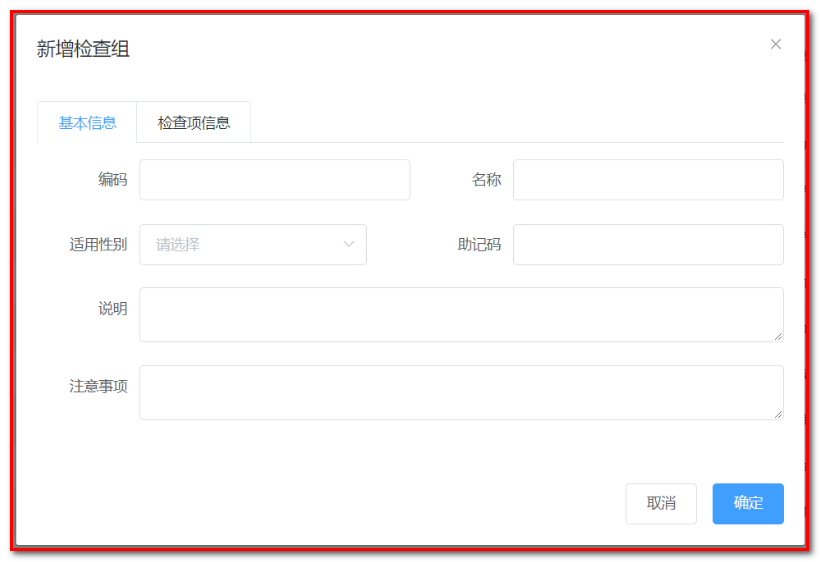 新增检查组
基本信息 检查项信息
编码 名称
适用性别 请选择 助记码
说明
注意事项
取消 确定